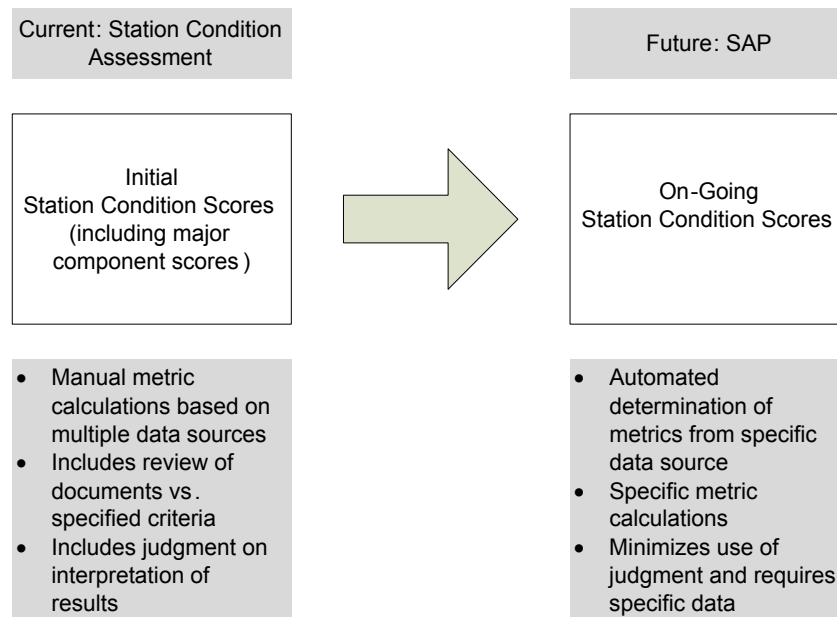 Current: Station Condition
Assessment
Future: SAP
Initial
Station Condition Scores
(including major
component scores )
On-Going
Station Condition Scores
• Manual metric
calculations based on
multiple data sources
• Includes review of
documents vs.
specified criteria
• Includes judgment on
interpretation of
results
• Automated
determination of
metrics from specific
data source
• Specific metric
calculations
• Minimizes use of
judgment and requires
specific data